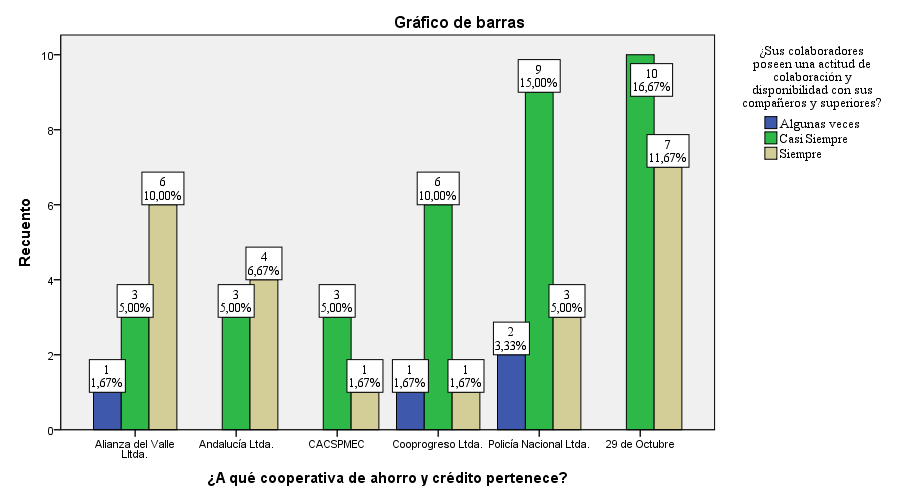 Gráfico de barras
¿Sus colaboradores
poseen una actitud de
colaboración y
disponibilidad con sus
compañeros y superiores?
Algunas veces
Casi Siempre
Siempre
Recuento
10
8
6
4
2
0
1
1,67%
3
5,00%
6
10,00%
3
5,00%
4
6,67%
3
5,00%
1
1,67%
1
1,67%
6
10,00%
1
1,67%
2
3,33%
9
15,00%
3
5,00%
10
16,67%
7
11,67%
Alianza del Valle
Lltda.
Andalucía Ltda.
CACSPMEC
Cooprogreso Ltda.
Policía Nacional Ltda.
29 de Octubre
¿A qué cooperativa de ahorro y crédito pertenece?